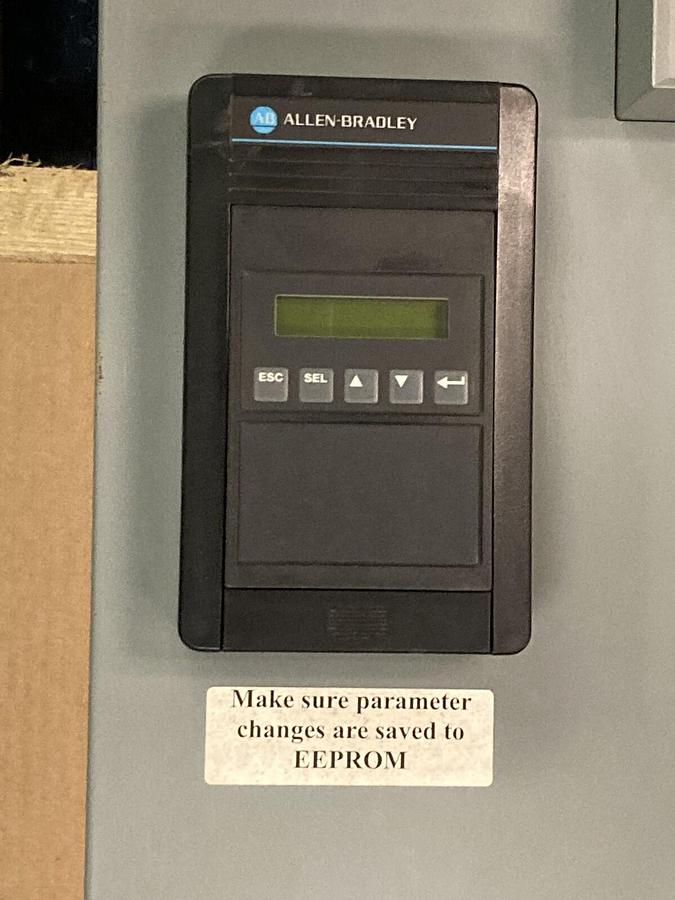 AB ALLEN-BRADLEY
ESC SEL
Make sure parameter
changes are saved to
EEPROM